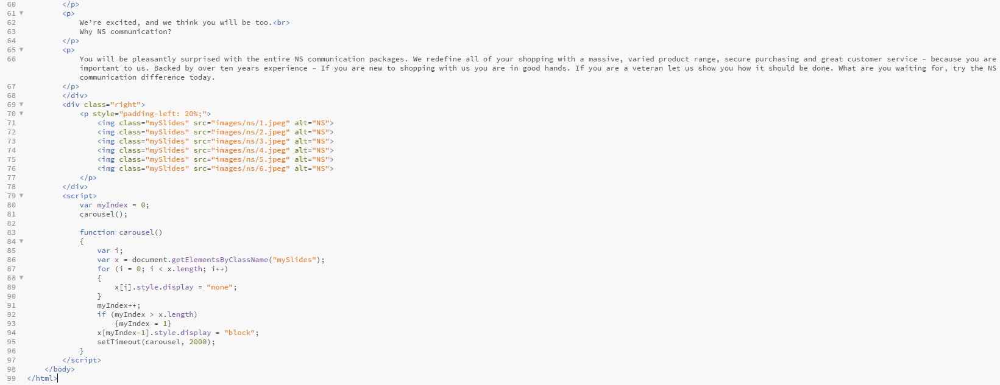 60 </p>
61 <p>
62 We're excited, and we think you will be too.<br>
63 Why NS communication?
64 </p>
65 <p>
66 You will be pleasantly surprised with the entire NS communication packages. We redefine all of your shopping with a massive, varied product range, secure purchasing and great customer service – because you are
important to us. Backed by over ten years experience – If you are new to shopping with us you are in good hands. If you are a veteran let us show you how it should be done. What are you waiting for, try the NS
communication difference today.
67 </p>
68 </div>
69 <div class="right">
70 <p style="padding-left: 20%;">
71 <img class="mySlides" src="images/ns/1.jpeg" alt="NS">
72 <img class="mySlides" src="images/ns/2.jpeg" alt="NS">
73 <img class="mySlides" src="images/ns/3.jpeg" alt="NS">
74 <img class="mySlides" src="images/ns/4.jpeg" alt="NS">
75 <img class="mySlides" src="images/ns/5.jpeg" alt="NS">
76 <img class="mySlides" src="images/ns/6.jpeg" alt="NS">
77 </p>
78 </div>
79 <script>
80 var myIndex = 0;
81 carousel();
82
83 function carousel()
84 {
85 var i;
86 var x = document.getElementsByClassName("mySlides");
87 for (i = 0; i < x.length; i++)
88 {
89 x[i].style.display = "none";
90 }
91 myIndex++;
92 if (myIndex > x.length)
93 {myIndex = 1}
94 x[myIndex-1].style.display = "block";
95 setTimeout(carousel, 2000);
96 }
97 </script>
98 </body>
99 </html>